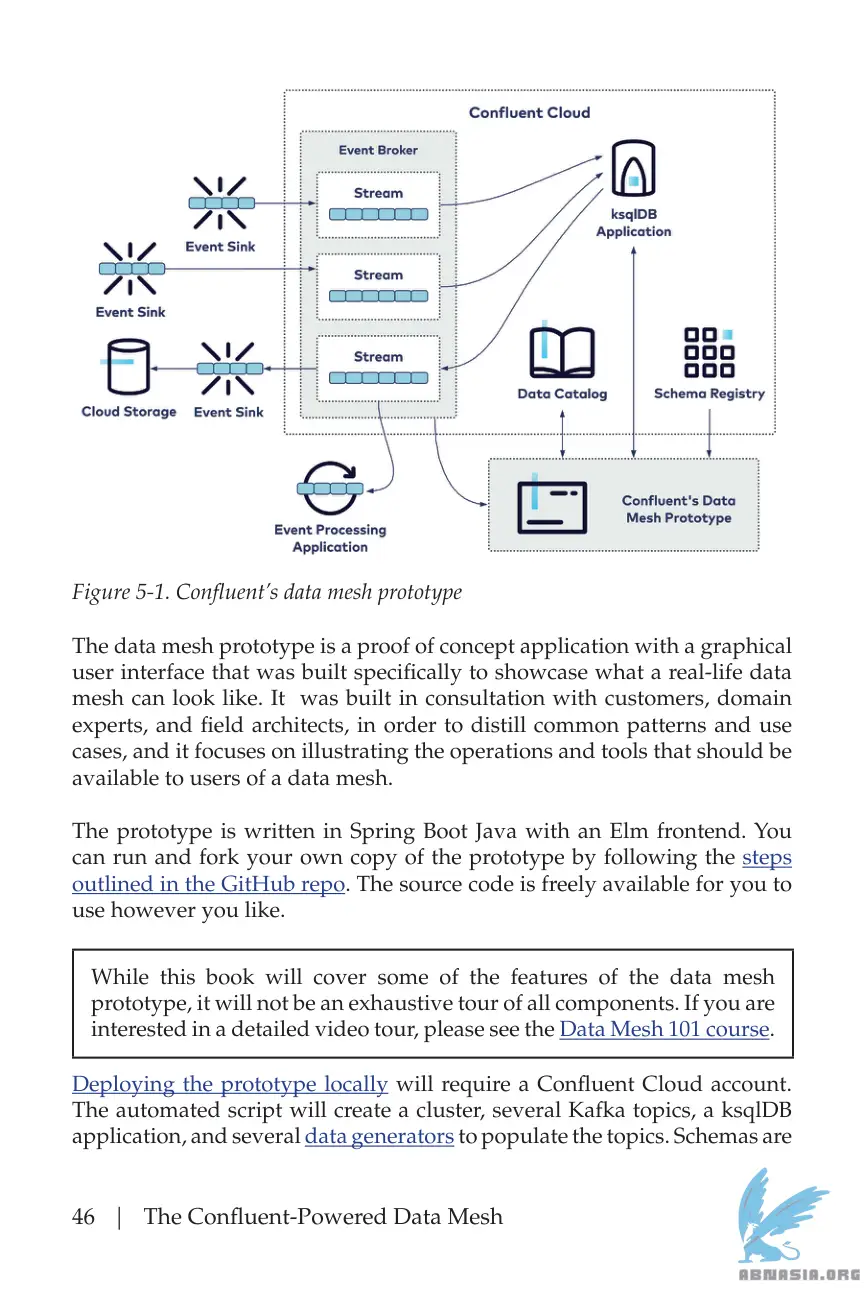 Confluent Cloud
Event Broker
Stream
ksqlDB
Application
Event Sink
Stream
Event Sink
Stream
Data Catalog
Schema Registry
Cloud Storage
Event Sink
Confluent's Data
Mesh Prototype
Event Processing
Application
Figure 5-1. Confluent's data mesh prototype
The data mesh prototype is a proof of concept application with a graphical
user interface that was built specifically to showcase what a real-life data
mesh can look like. It  was built in consultation with customers, domain
experts, and field architects, in order to distill common patterns and use
cases, and it focuses on illustrating the operations and tools that should be
available to users of a data mesh.
The prototype is written in Spring Boot Java with an Elm frontend. You
can run and fork your own copy of the prototype by following the steps
outlined in the GitHub repo. The source code is freely available for you to
use however you like.
While this book will cover some of the features of the data mesh
prototype, it will not be an exhaustive tour of all components. If you are
interested in a detailed video tour, please see the Data Mesh 101 course.
Deploying the prototype locally will require a Confluent Cloud account.
The automated script will create a cluster, several Kafka topics, a ksqlDB
application, and several data generators to populate the topics. Schemas are
46 | The Confluent-Powered Data Mesh
ABNASIA.ORG